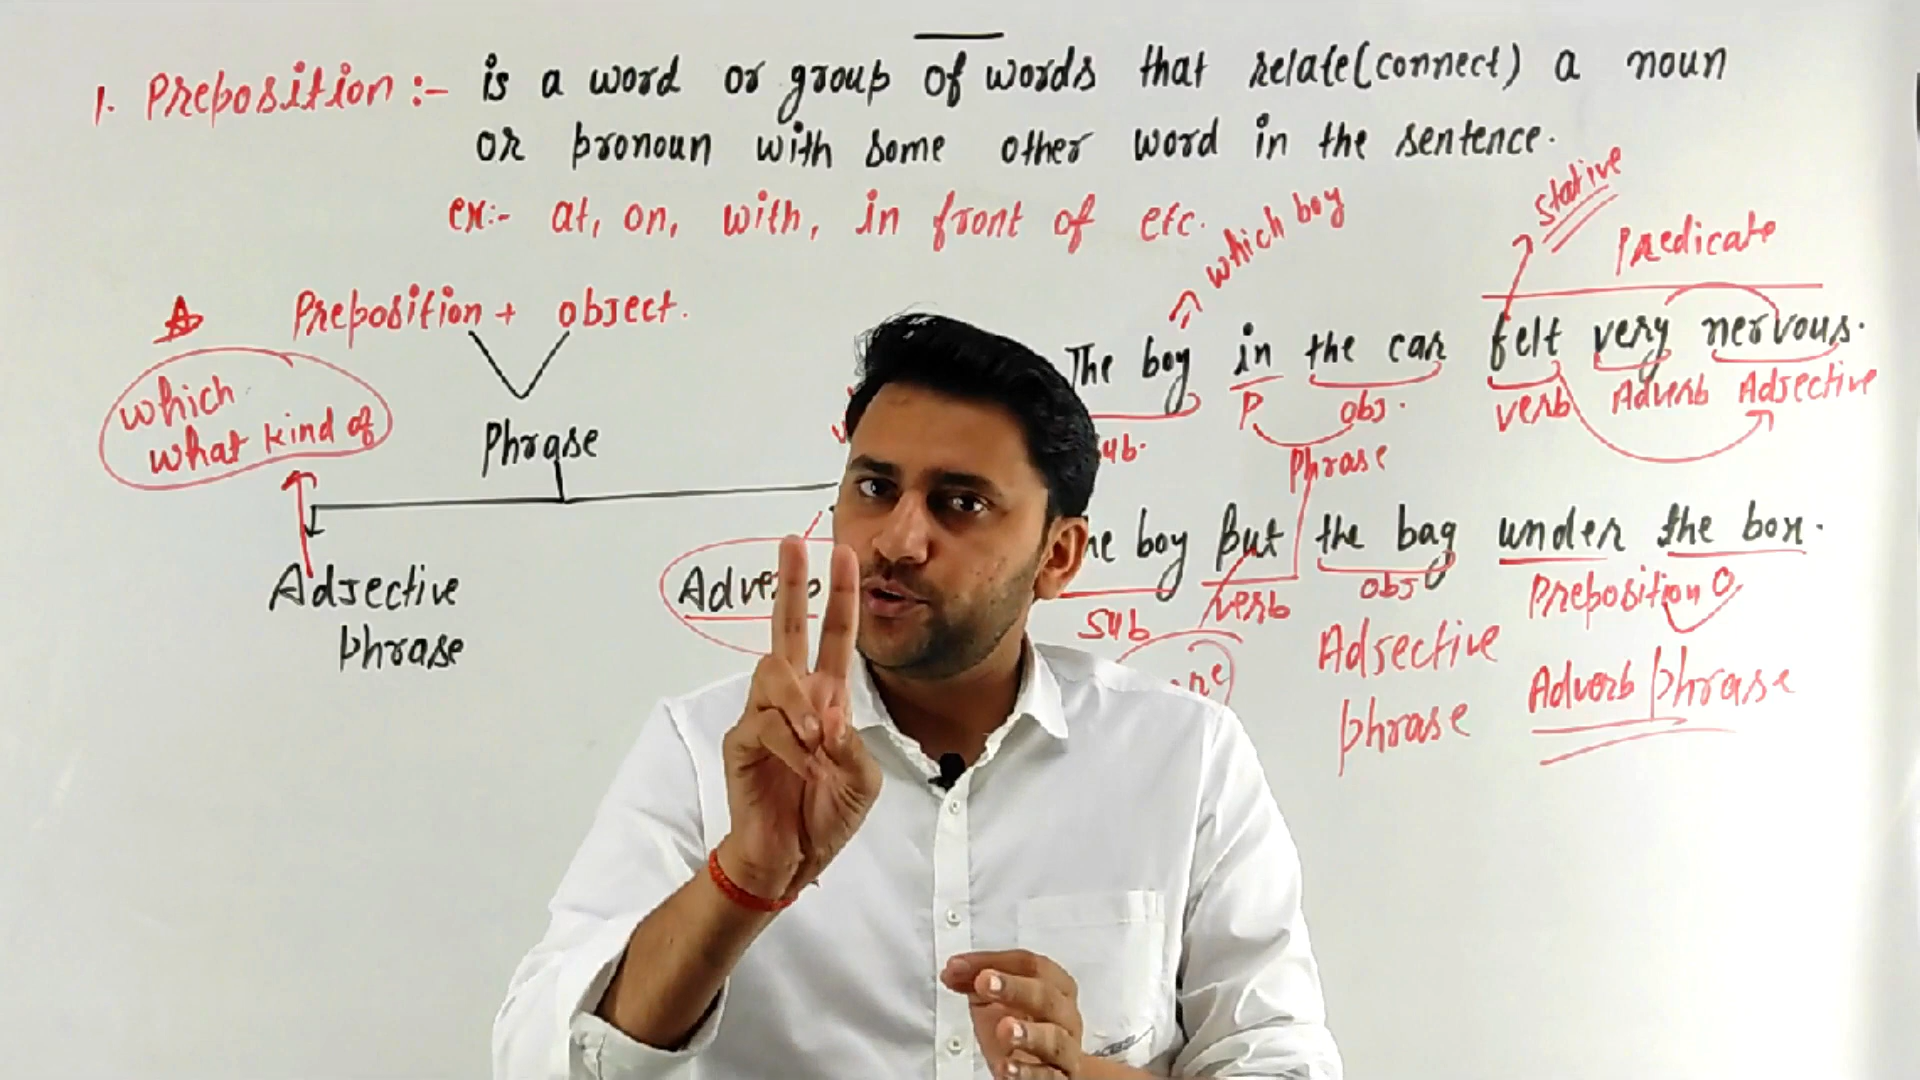 1. Preposition :- is a word or group of words that relate(connect) a noun
or pronoun with some other word in the sentence.
ex:- at, on, with, in front of etc.
which boy
stative
Predicate
Preposition + object.
Phrase
which
what kind of
Adjective
phrase
Adverb
The boy in the car felt very nervous.
sub. P obj. verb Adverb Adjective
Phrase
boy put the bag under the box.
sub verb obj Preposition O
Adjective
phrase
Adverb phrase